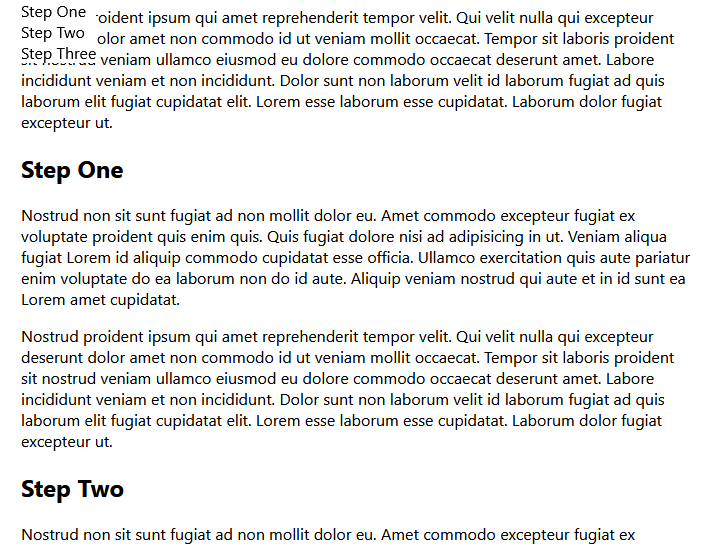 Step One
Step Two
Step Three
oident ipsum qui amet reprehenderit tempor velit. Qui velit nulla qui excepteur
olor amet non commodo id ut veniam mollit occaecat. Tempor sit laboris proident
veniam ullamco eiusmod eu dolore commodo occaecat deserunt amet. Labore
incididunt veniam et non incididunt. Dolor sunt non laborum velit id laborum fugiat ad quis
laborum elit fugiat cupidatat elit. Lorem esse laborum esse cupidatat. Laborum dolor fugiat
excepteur ut.
Step One
Nostrud non sit sunt fugiat ad non mollit dolor eu. Amet commodo excepteur fugiat ex
voluptate proident quis enim quis. Quis fugiat dolore nisi ad adipisicing in ut. Veniam aliqua
fugiat Lorem id aliquip commodo cupidatat esse officia. Ullamco exercitation quis aute pariatur
enim voluptate do ea laborum non do id aute. Aliquip veniam nostrud qui aute et in id sunt ea
Lorem amet cupidatat.
Nostrud proident ipsum qui amet reprehenderit tempor velit. Qui velit nulla qui excepteur
deserunt dolor amet non commodo id ut veniam mollit occaecat. Tempor sit laboris proident
sit nostrud veniam ullamco eiusmod eu dolore commodo occaecat deserunt amet. Labore
incididunt veniam et non incididunt. Dolor sunt non laborum velit id laborum fugiat ad quis
laborum elit fugiat cupidatat elit. Lorem esse laborum esse cupidatat. Laborum dolor fugiat
excepteur ut.
Step Two
Nostrud non sit sunt fugiat ad non mollit dolor eu. Amet commodo excepteur fugiat ex